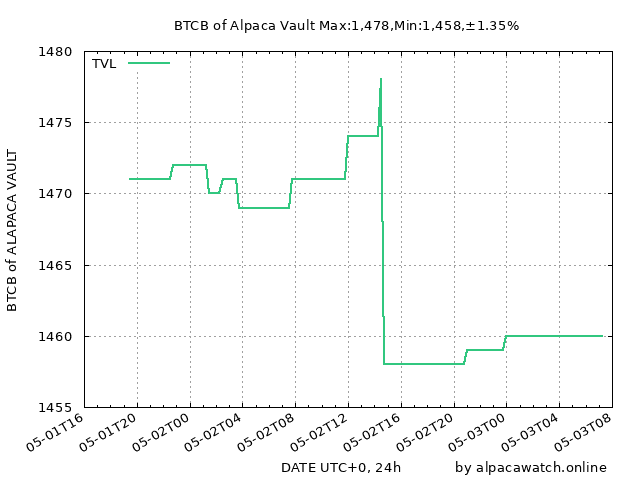 BTCB of Alpaca Vault Max:1,478,Min:1,458,±1.35%
TVL
BTCB of ALAPACA VAULT
1480
1475
1470
1465
1460
1455
05-01T16
05-01T20
05-02T00
05-02T04
05-02T08
05-02T12
05-02T16
05-02T20
05-03T00
05-03T04
05-03T08
DATE UTC+0, 24h
by alpacawatch.online